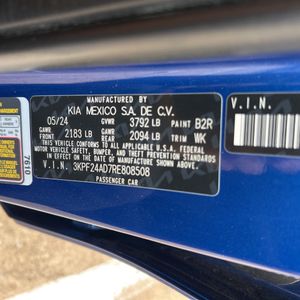 MANUFACTURED BY
KIA MEXICO S.A. DE C.V.
05/24 GVWR 3792 LB PAINT B2R
GAWR FRONT 2183 LB GAWR REAR 2094 LB TRIM WK
THIS VEHICLE CONFORMS TO ALL APPLICABLE
U.S.A. FEDERAL MOTOR VEHICLE SAFETY, BUMPER,
AND THEFT PREVENTION STANDARDS
IN EFFECT ON THE DATE OF
MANUFACTURE SHOWN ABOVE.
V.I.N. 3KPF24AD7RE808508
PASSENGER CAR
V.I.N.
7610